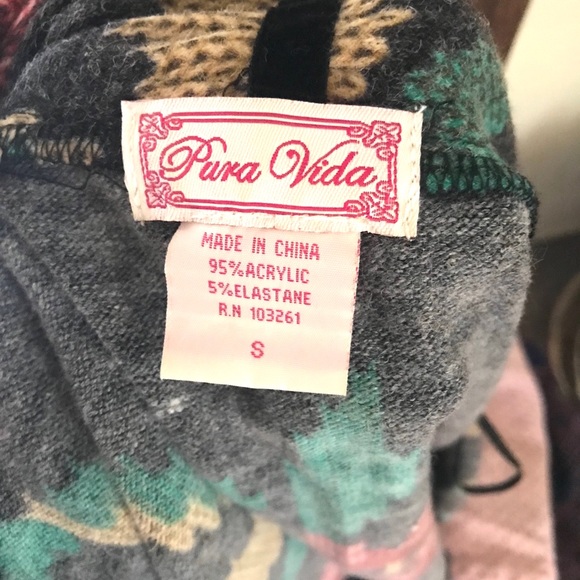 Pura Vida
MADE IN CHINA
95%ACRYLIC
5%ELASTANE
R.N 103261
S